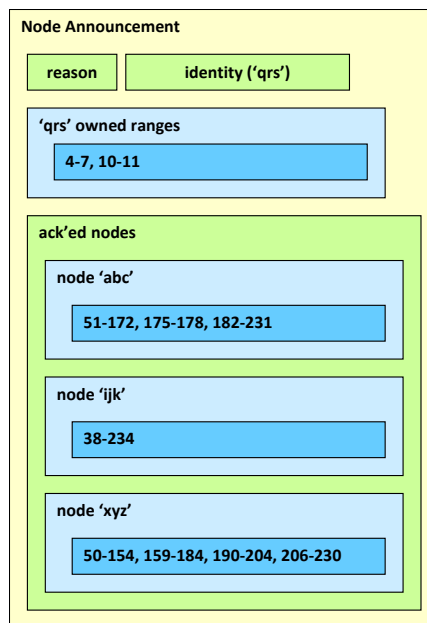 Node Announcement
reason
identity (‘qrs’)
‘qrs’ owned ranges
4-7, 10-11
ack’ed nodes
node ‘abc’
51-172, 175-178, 182-231
node ‘ijk’
38-234
node ‘xyz’
50-154, 159-184, 190-204, 206-230